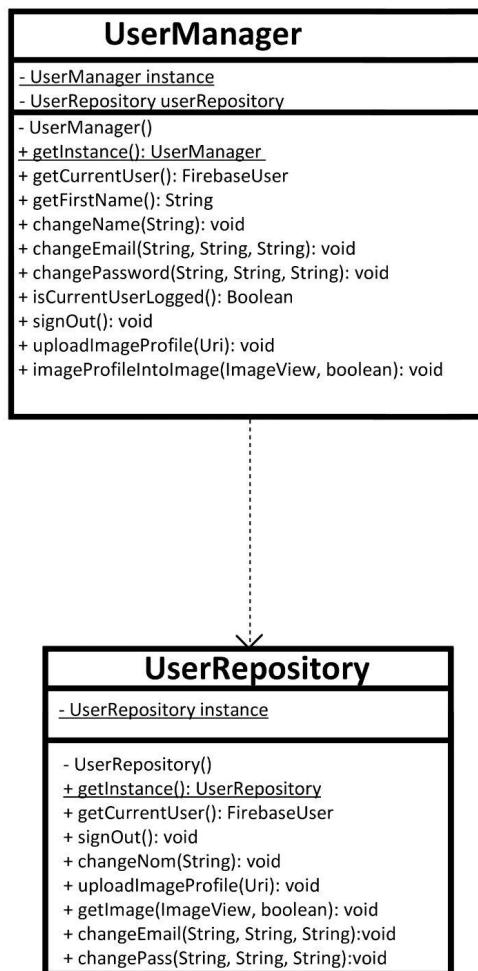 UserManager
- UserManager instance
- UserRepository userRepository
- UserManager()
+ getInstance(): UserManager
+ getCurrentUser(): FirebaseUser
+ getFirstName(): String
+ changeName(String): void
+ changeEmail(String, String, String): void
+ changePassword(String, String, String): void
+ isCurrentUserLogged(): Boolean
+ signOut(): void
+ uploadImageProfile(Uri): void
+ imageProfileIntoImage(ImageView, boolean): void
UserRepository
- UserRepository instance
- UserRepository()
+ getInstance(): UserRepository
+ getCurrentUser(): FirebaseUser
+ signOut(): void
+ changeNom(String): void
+ uploadImageProfile(Uri): void
+ getImage(ImageView, boolean): void
+ changeEmail(String, String, String):void
+ changePass(String, String, String):void